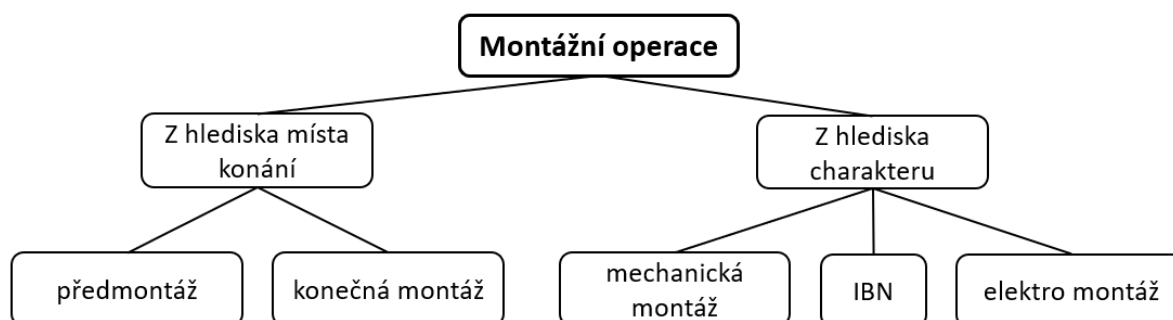 Montážní operace
Z hlediska místa
konání
Z hlediska
charakteru
předmontáž
konečná montáž
mechanická
montáž
IBN
elektro montáž